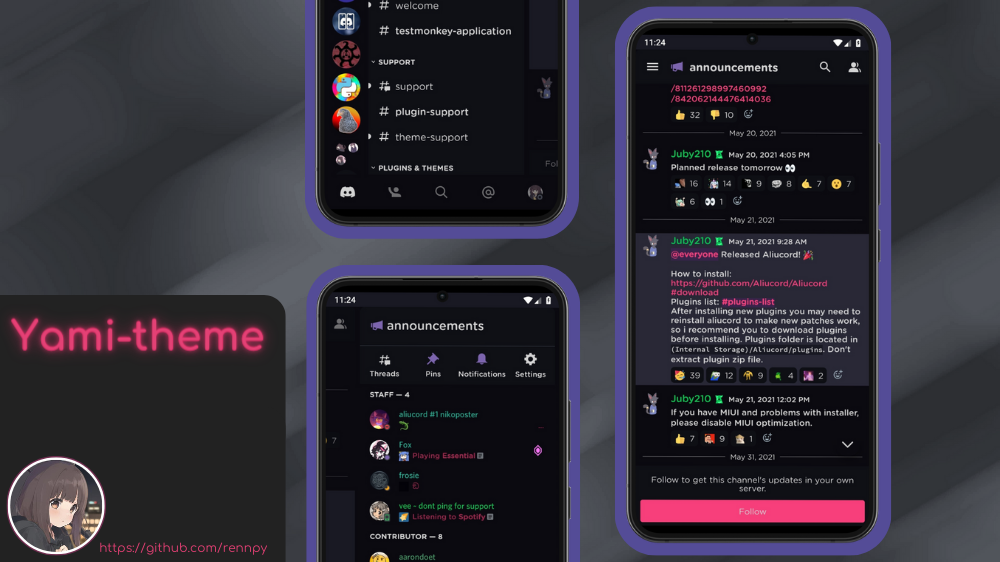 welcome
testmonkey-application
SUPPORT
support
plugin-support
theme-support
PLUGINS & THEMES
Fol
Yami-theme
https://github.com/rennpy
11:24
announcements
Threads
Pins
Notifications
Settings
STAFF — 4
7
aliucord #1 nikoposter
Fox
Playing Essential
frosie
vee - dont ping for support
Listening to Spotify
CONTRIBUTOR — 8
aarondoet
11:24
announcements
/811261298997460992
/842062144476414036
32 10
May 20, 2021
Juby210 May 20, 2021 4:05 PM
Planned release tomorrow 👀
16 14 9 8 7 7
6 1
May 21, 2021
Juby210 May 21, 2021 9:28 AM
@everyone Released Aliucord! 🎉
How to install:
https://github.com/Aliucord/Aliucord
#download
Plugins list: #plugins-list
After installing new plugins you may need to
reinstall aliucord to make new patches work,
so i recommend you to download plugins
before installing. Plugins folder is located in
(Internal Storage)/Aliucord/plugins. Don't
extract plugin zip file.
39 12 9 4 2
Juby210 May 21, 2021 12:02 PM
If you have MIUI and problems with installer,
please disable MIUI optimization.
7 9 1
May 31, 2021
Follow to get this channel's updates in your own
server.
Follow